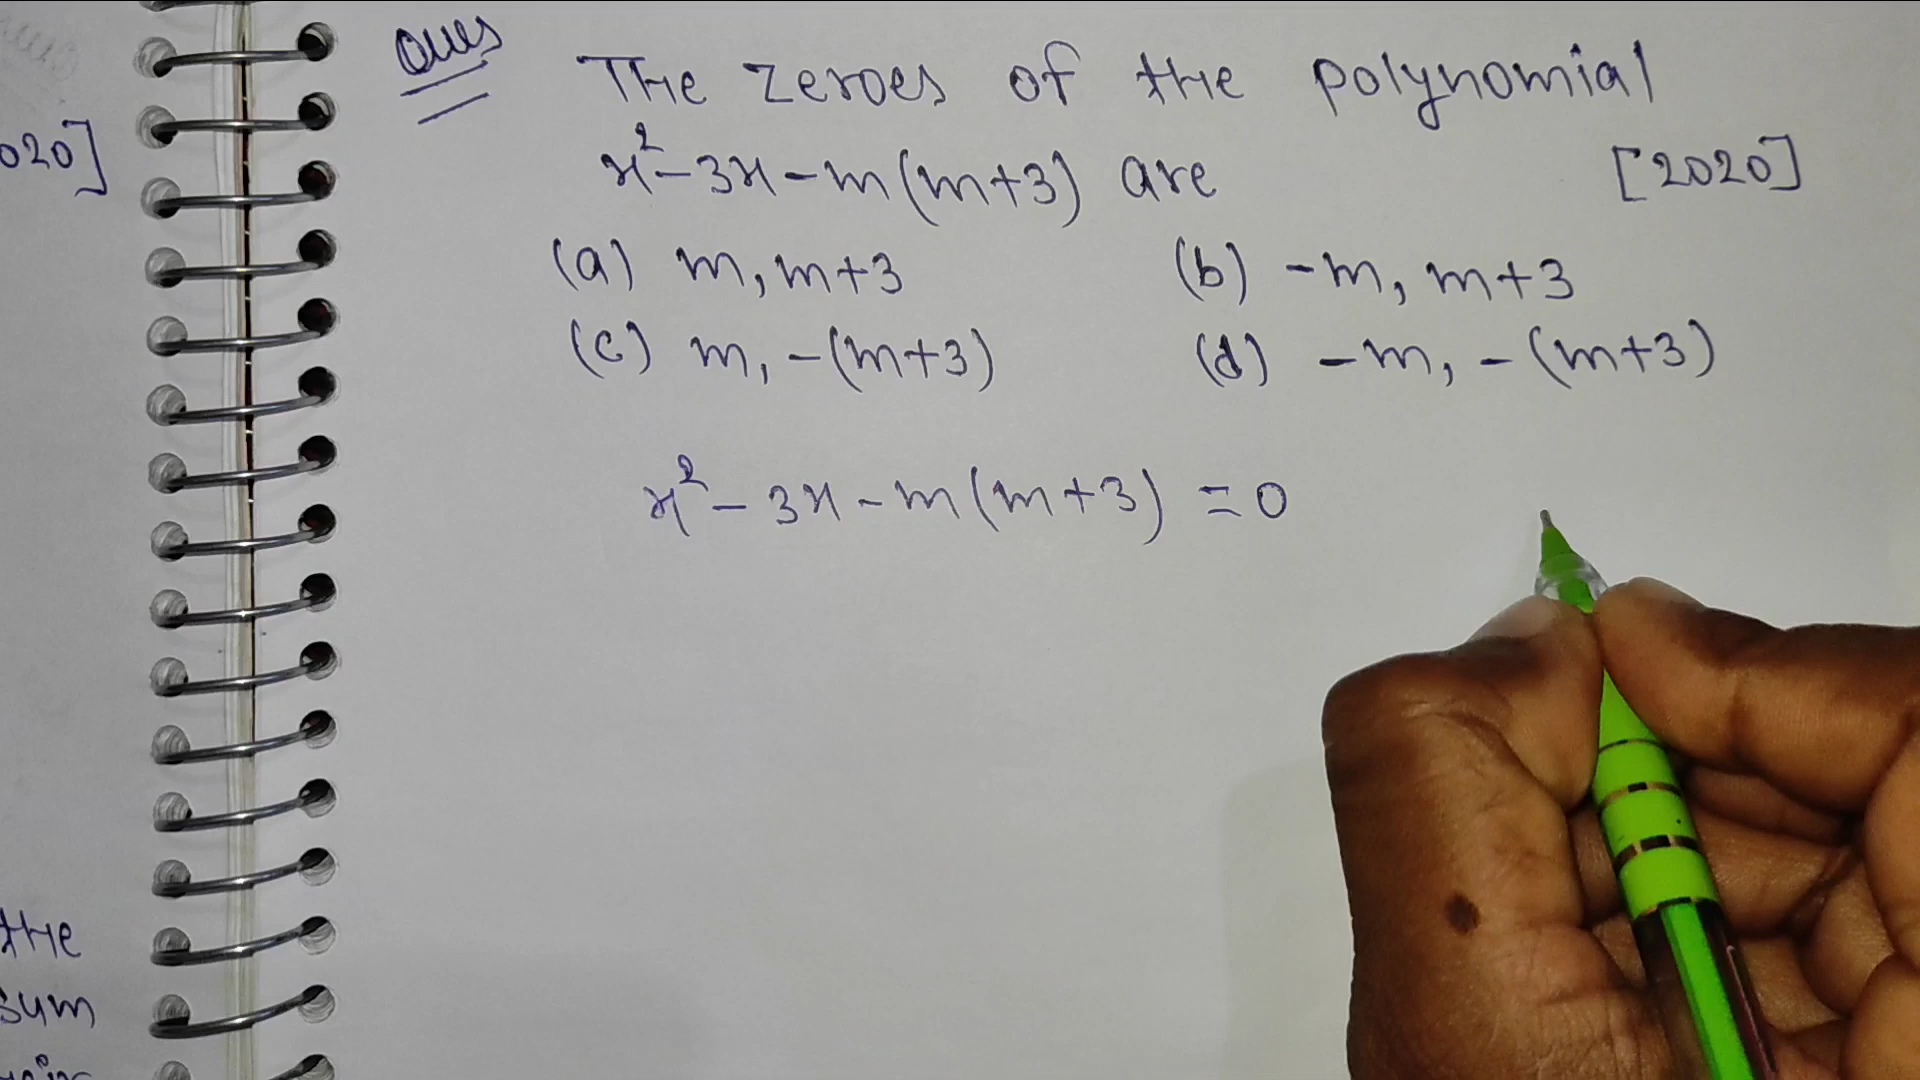 020]
Ques The zeroes of the polynomial
x² - 3x - m(m+3) are [2020]
(a) m, m+3 (b) -m, m+3
(c) m, -(m+3) (d) -m, -(m+3)
x² - 3x - m(m+3) = 0
the
sum